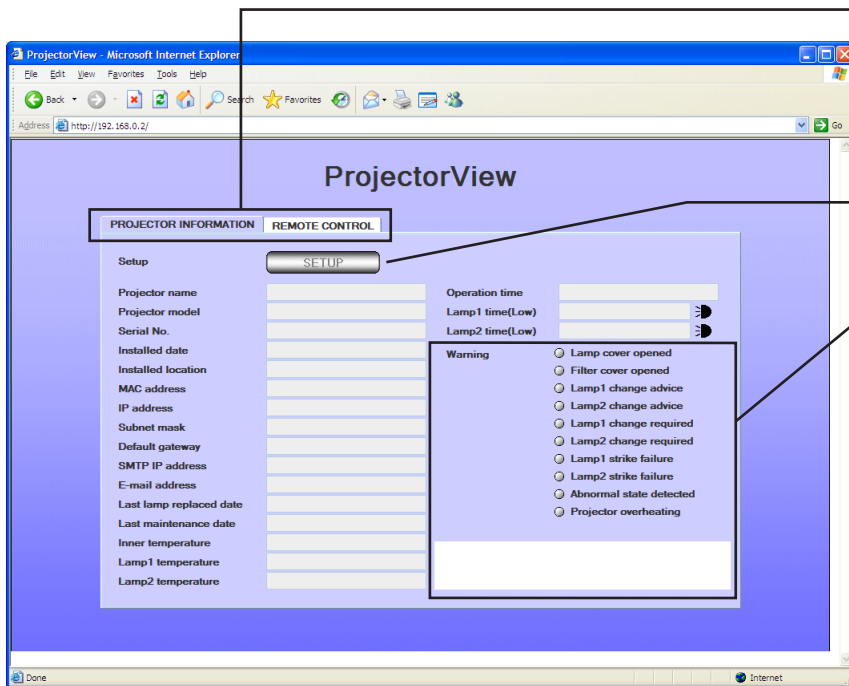 ProjectorView - Microsoft Internet Explorer
File Edit View Favorites Tools Help
Back Search Favorites
Address http://192.168.0.2/ Go
ProjectorView
PROJECTOR INFORMATION REMOTE CONTROL
Setup SETUP
Projector name Operation time
Projector model Lamp1 time(Low)
Serial No. Lamp2 time(Low)
Installed date
Installed location
MAC address
IP address
Subnet mask
Default gateway
SMTP IP address
E-mail address
Last lamp replaced date
Last maintenance date
Inner temperature
Lamp1 temperature
Lamp2 temperature
Warning Lamp cover opened
Filter cover opened
Lamp1 change advice
Lamp2 change advice
Lamp1 change required
Lamp2 change required
Lamp1 strike failure
Lamp2 strike failure
Abnormal state detected
Projector overheating
Done Internet